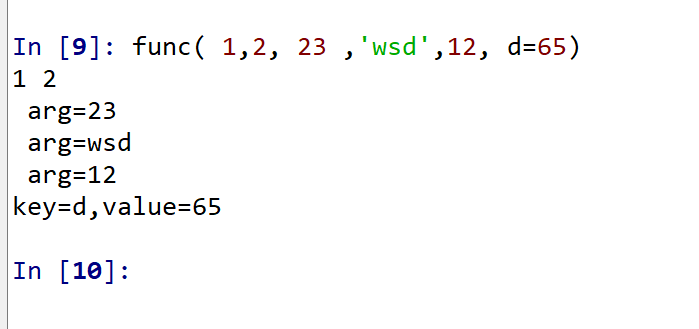 In [9]: func( 1,2, 23 ,'wsd',12, d=65)
1 2
 arg=23
 arg=wsd
 arg=12
key=d,value=65
In [10]: